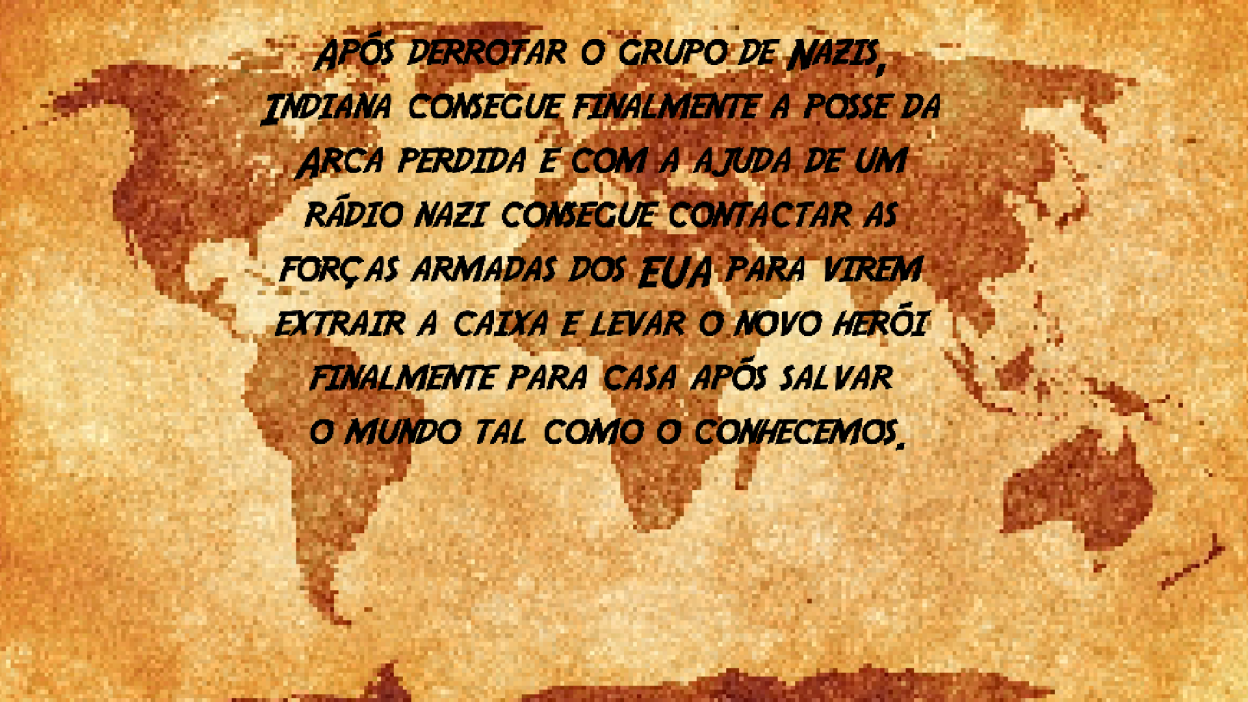 Após derrotar o grupo de Nazis,
Indiana consegue finalmente a posse da
Arca perdida e com a ajuda de um
rádio nazi consegue contactar as
forças armadas dos EUA para virem
extrair a caixa e levar o novo herói
finalmente para casa após salvar
o mundo tal como o conhecemos.